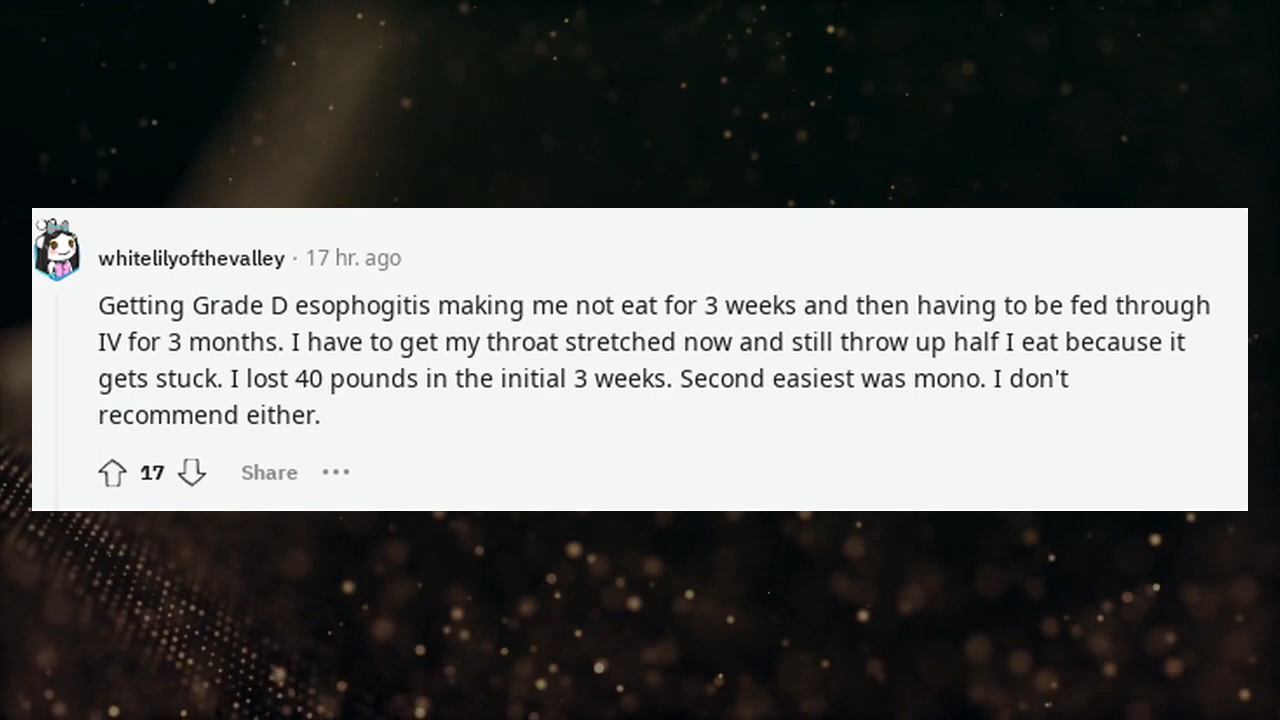 whitelilyofthevalley · 17 hr. ago
Getting Grade D esophogitis making me not eat for 3 weeks and then having to be fed through
IV for 3 months. I have to get my throat stretched now and still throw up half I eat because it
gets stuck. I lost 40 pounds in the initial 3 weeks. Second easiest was mono. I don't
recommend either.
17 Share ···